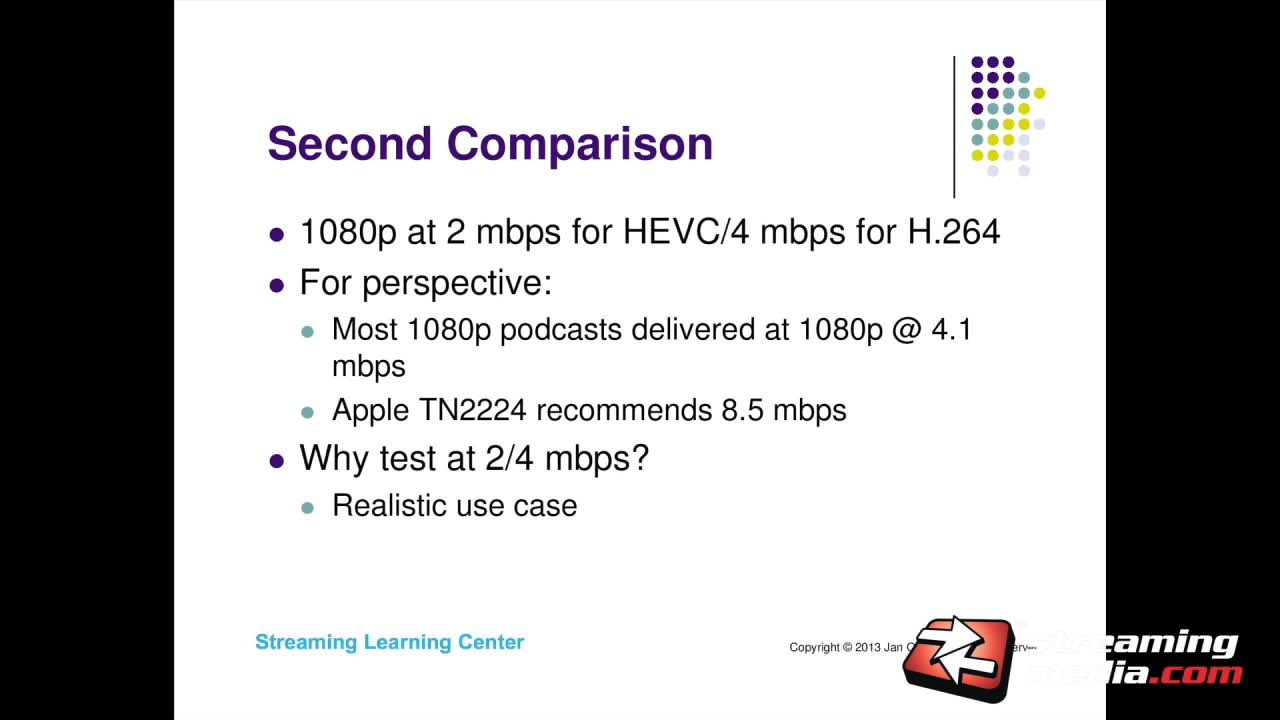 Second Comparison
1080p at 2 mbps for HEVC/4 mbps for H.264
For perspective:
Most 1080p podcasts delivered at 1080p @ 4.1
mbps
Apple TN2224 recommends 8.5 mbps
Why test at 2/4 mbps?
Realistic use case
Streaming Learning Center
Copyright © 2013 Jan
streaming
media.com